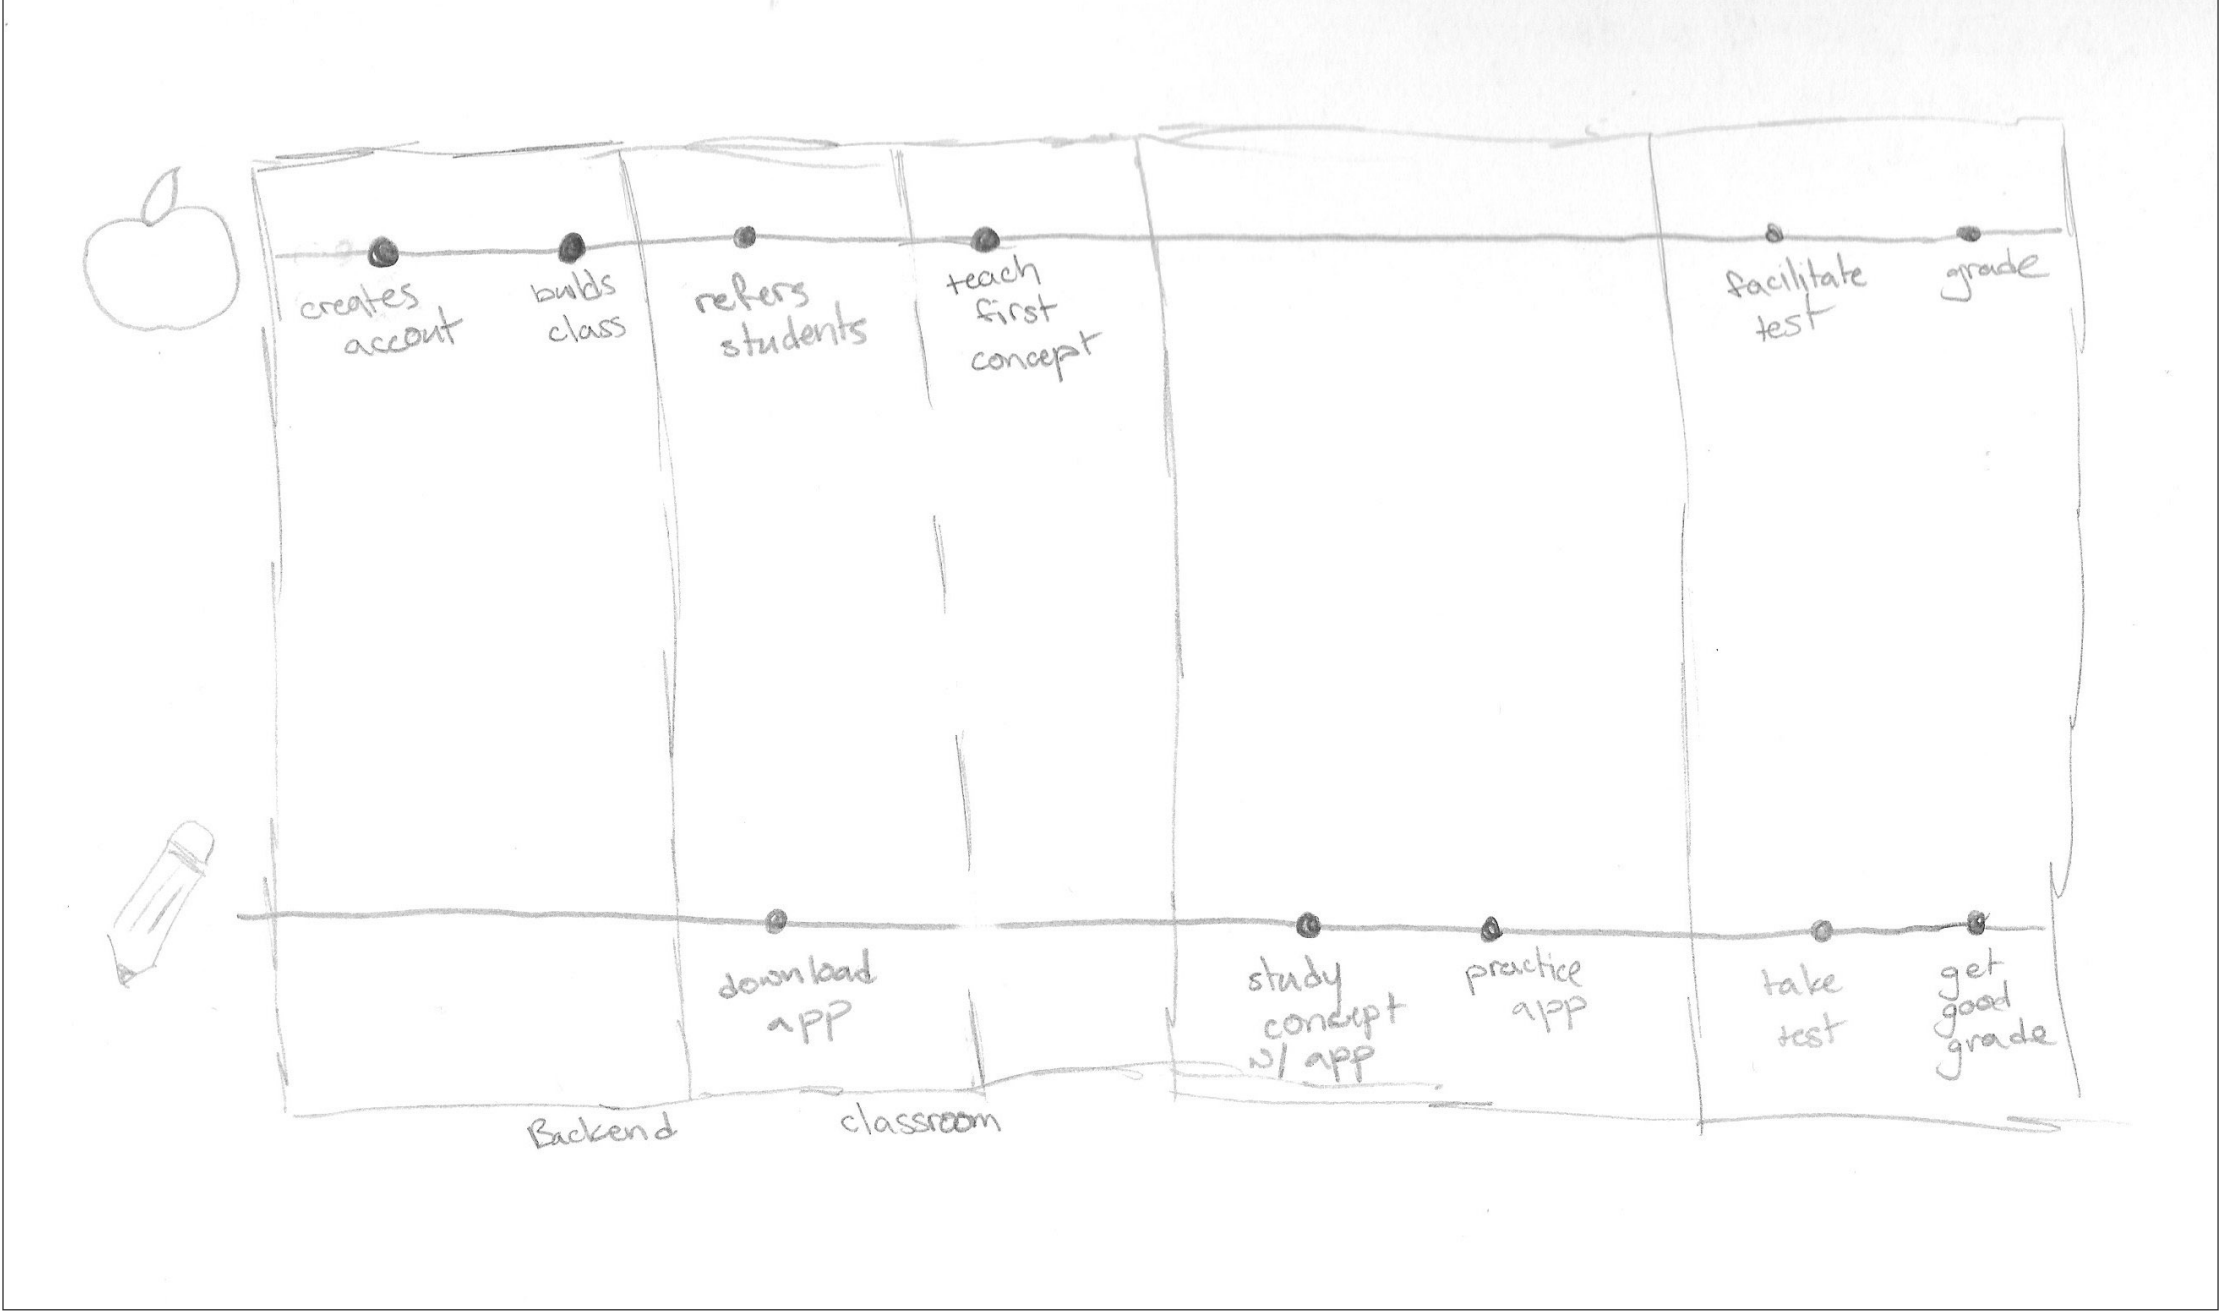 creates
accout
builds
class
refers
students
teach
first
concept
facilitate
test
grade
download
app
study
concept
w/ app
practice
app
take
test
get
good
grade
Backend
classroom